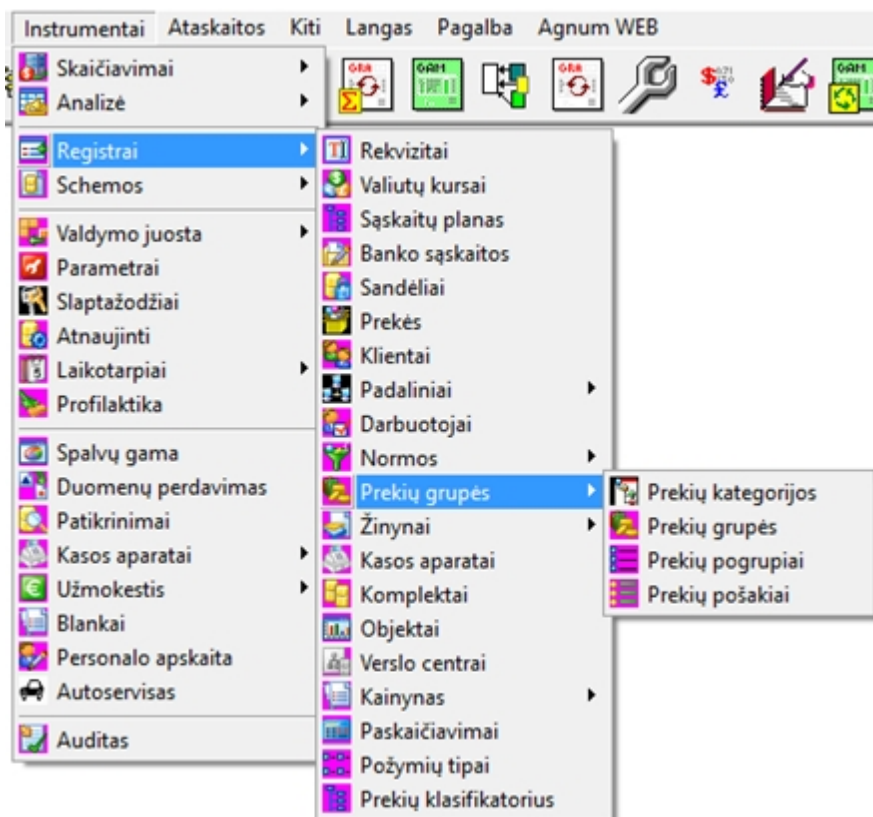 Instrumentai Ataskaitos Kiti Langas Pagalba Agnum WEB
Skaičiavimai
Analizė
Registrai
Schemos
Valdymo juosta
Parametrai
Slaptažodžiai
Atnaujinti
Laikotarpiai
Profilaktika
Spalvų gama
Duomenų perdavimas
Patikrinimai
Kasos aparatai
Užmokestis
Blankai
Personalo apskaita
Autoservisas
Auditas
Rekvizitai
Valiutų kursai
Sąskaitų planas
Banko sąskaitos
Sandėliai
Prekės
Klientai
Padaliniai
Darbuotojai
Normos
Prekių grupės
Žinynai
Kasos aparatai
Komplektai
Objektai
Verslo centrai
Kainynas
Paskaičiavimai
Požymių tipai
Prekių klasifikatorius
Prekių kategorijos
Prekių grupės
Prekių pogrupiai
Prekių pošakiai